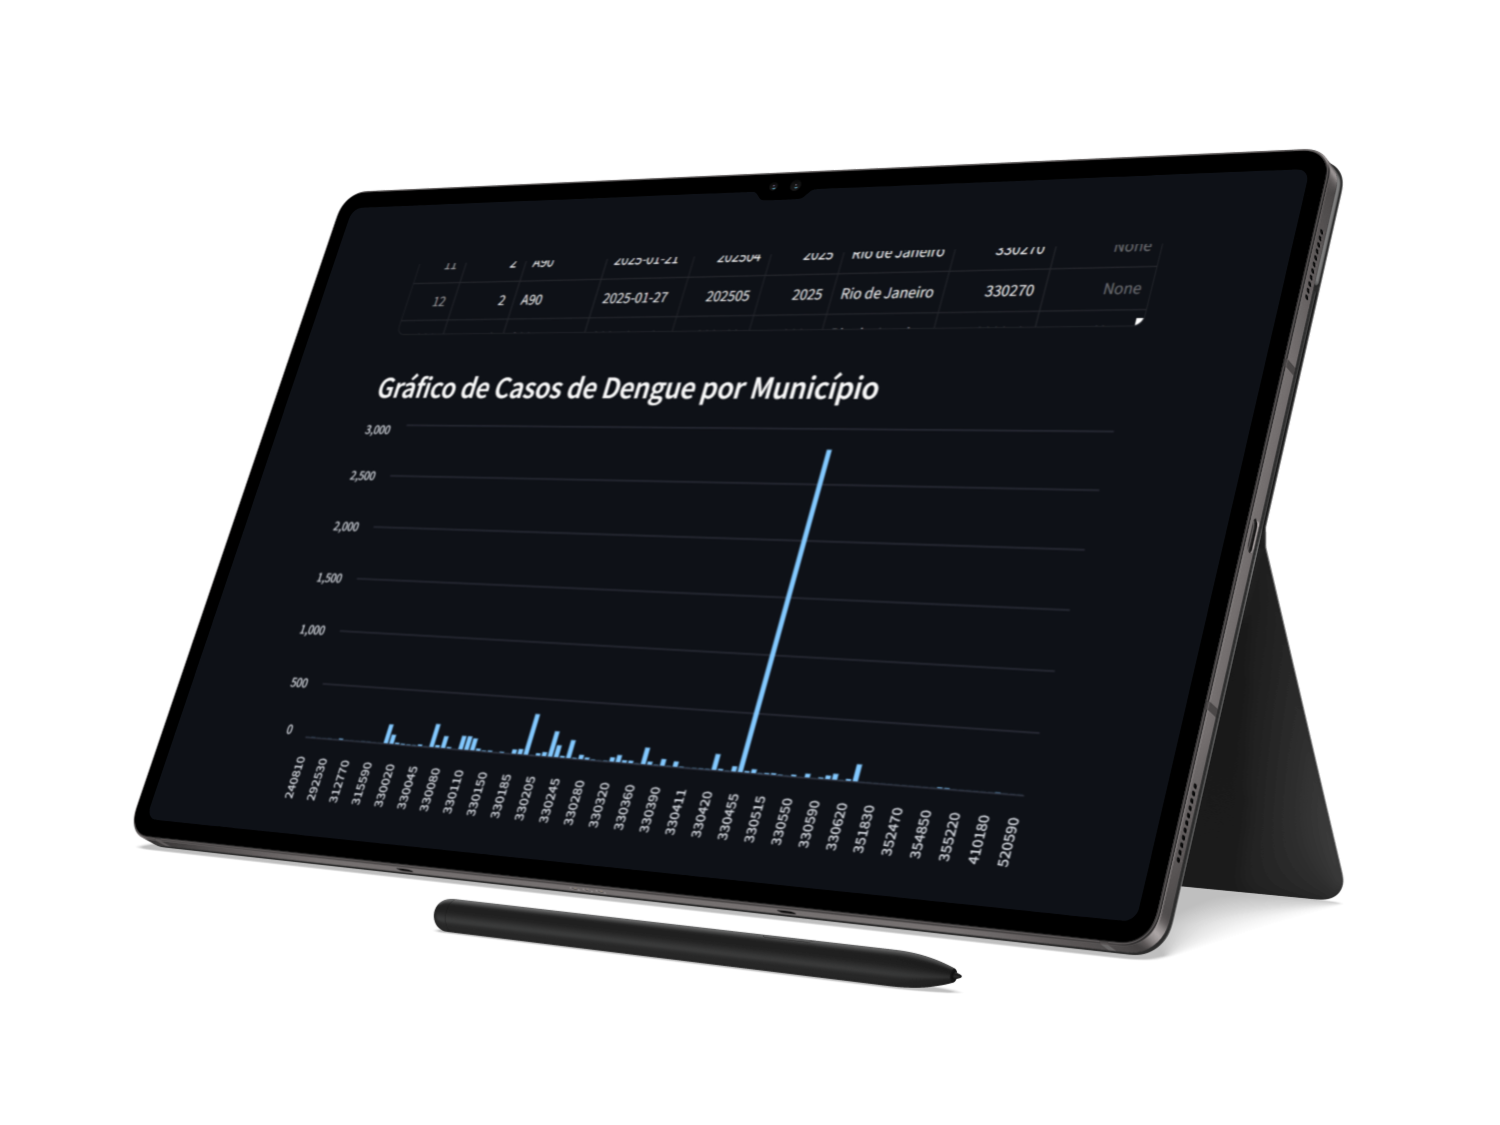 11 2 A90 2025-01-21 202504 2025 Rio de Janeiro 330270 None
12 2 A90 2025-01-27 202505 2025 Rio de Janeiro 330270 None
Gráfico de Casos de Dengue por Município
3,000
2,500
2,000
1,500
1,000
500
0
240810 292530 312770 315590 330020 330045 330080 330110 330150 330185 330205 330245 330280 330320 330360 330390 330411 330420 330455 330515 330550 330590 330620 351830 352470 354850 355220 410180 520590